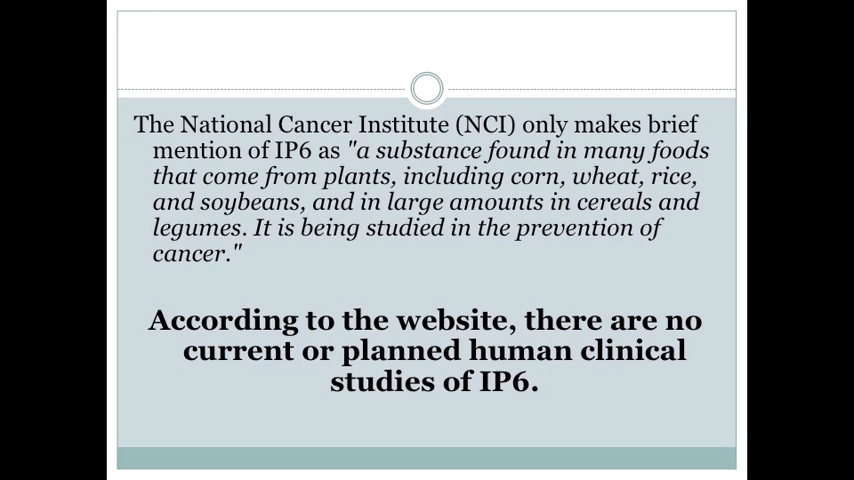 The National Cancer Institute (NCI) only makes brief
mention of IP6 as "a substance found in many foods
that come from plants, including corn, wheat, rice,
and soybeans, and in large amounts in cereals and
legumes. It is being studied in the prevention of
cancer."
According to the website, there are no
current or planned human clinical
studies of IP6.